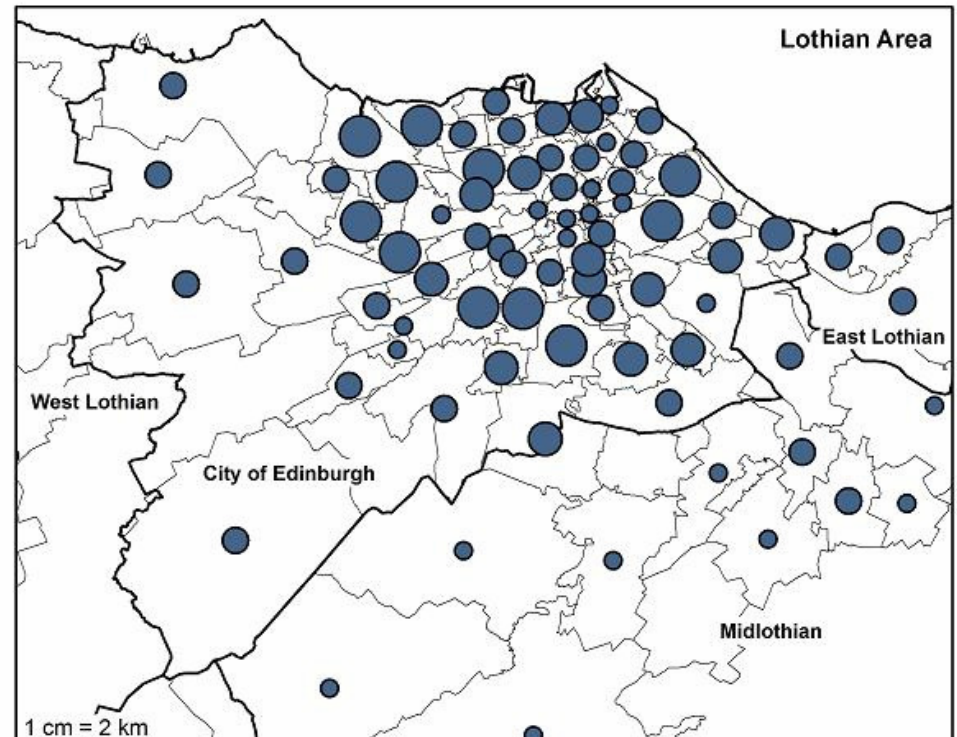 Lothian Area
East Lothian
West Lothian
City of Edinburgh
Midlothian
1 cm = 2 km